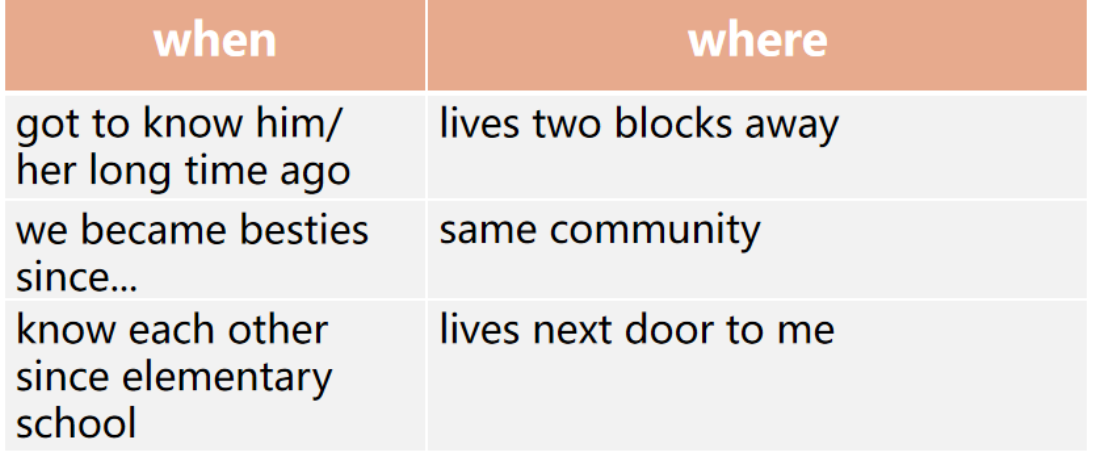 when
where
got to know him/
her long time ago
lives two blocks away
we became besties
since...
same community
know each other
since elementary
school
lives next door to me